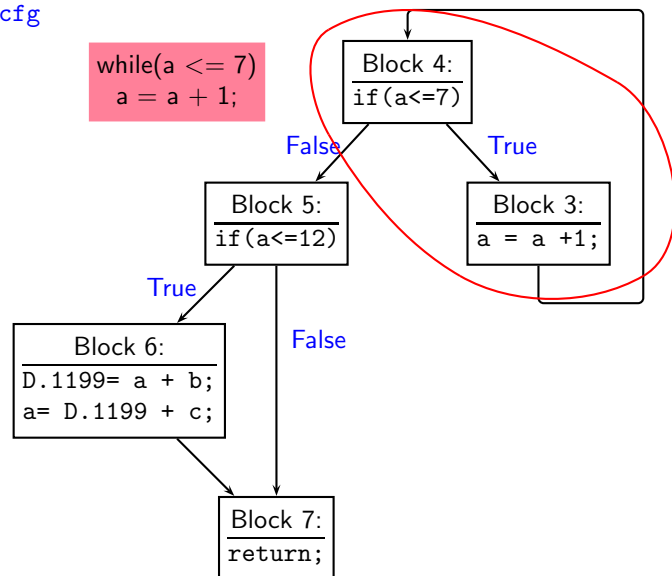 cfg
while(a <= 7)
a = a + 1;
Block 4:
if(a<=7)
False
True
Block 5:
if(a<=12)
Block 3:
a = a +1;
True
False
Block 6:
D.1199= a + b;
a= D.1199 + c;
Block 7:
return;